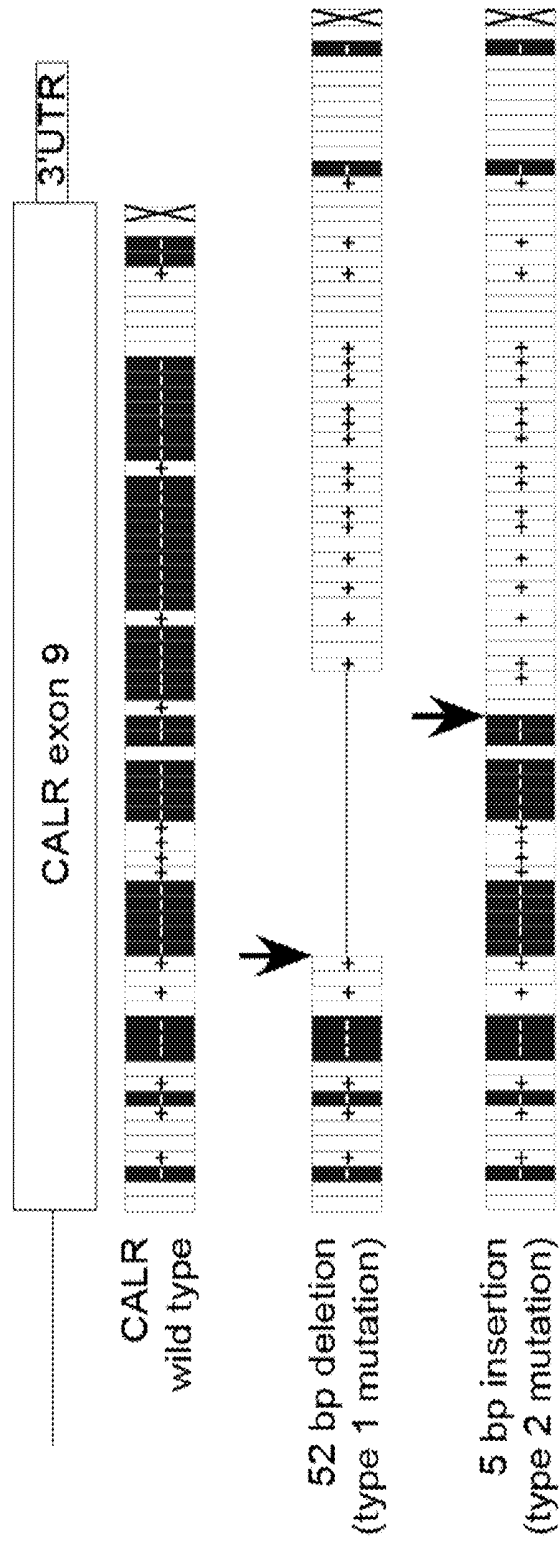 CALR exon 9
3'UTR
CALR
wild type
52 bp deletion
(type 1 mutation)
5 bp insertion
(type 2 mutation)